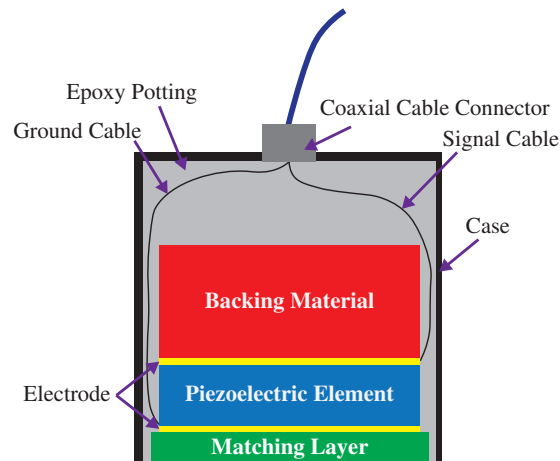 Epoxy Potting
Coaxial Cable Connector
Ground Cable
Signal Cable
Case
Backing Material
Electrode
Piezoelectric Element
Matching Layer